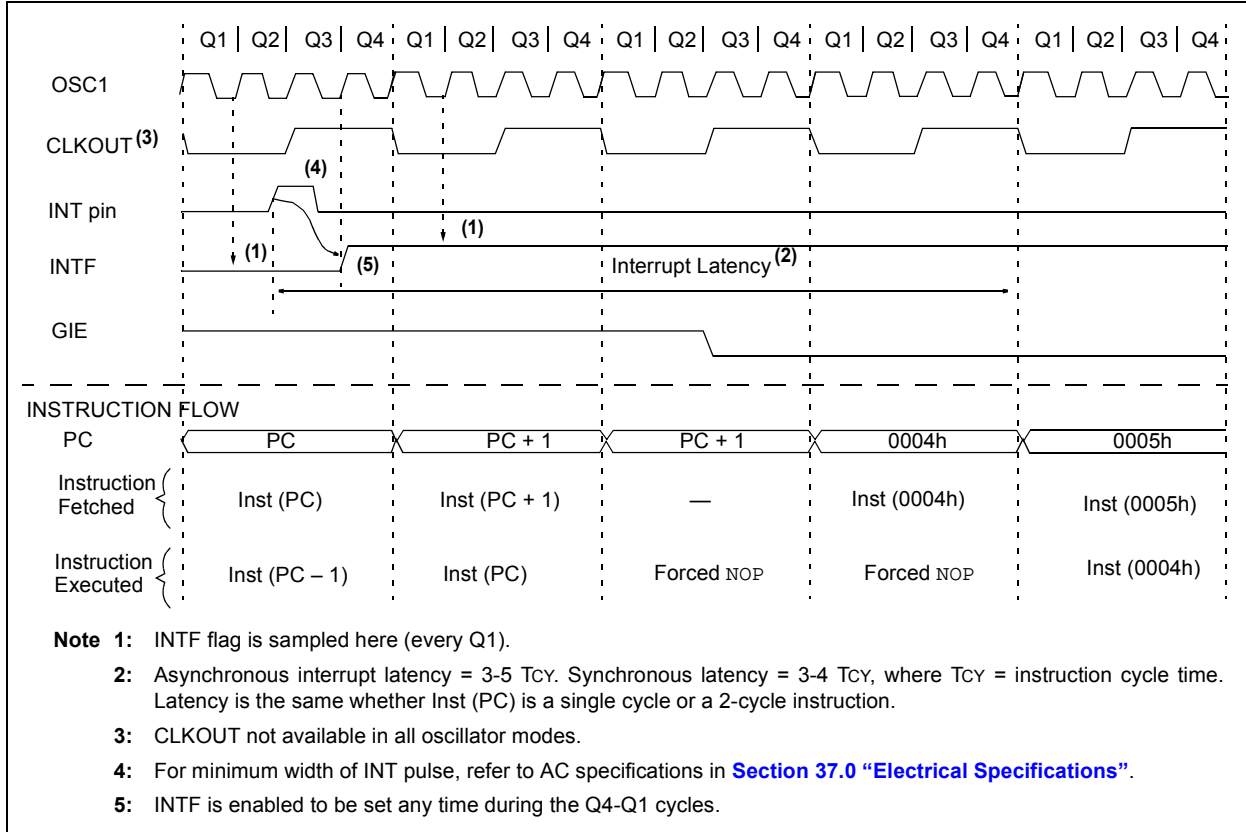 Q1 Q2 Q3 Q4 Q1 Q2 Q3 Q4 Q1 Q2 Q3 Q4 Q1 Q2 Q3 Q4 Q1 Q2 Q3 Q4
OSC1
CLKOUT (3)
(4)
INT pin
(1)
(1)
INTF
(5)
Interrupt Latency (2)
GIE
INSTRUCTION FLOW
PC PC PC + 1 PC + 1 0004h 0005h
Instruction
Fetched
Inst (PC) Inst (PC + 1) — Inst (0004h) Inst (0005h)
Instruction
Executed
Inst (PC – 1) Inst (PC) Forced NOP Forced NOP Inst (0004h)
Note 1: INTF flag is sampled here (every Q1).
2: Asynchronous interrupt latency = 3-5 TCY. Synchronous latency = 3-4 TCY, where TCY = instruction cycle time.
Latency is the same whether Inst (PC) is a single cycle or a 2-cycle instruction.
3: CLKOUT not available in all oscillator modes.
4: For minimum width of INT pulse, refer to AC specifications in Section 37.0 “Electrical Specifications”.
5: INTF is enabled to be set any time during the Q4-Q1 cycles.